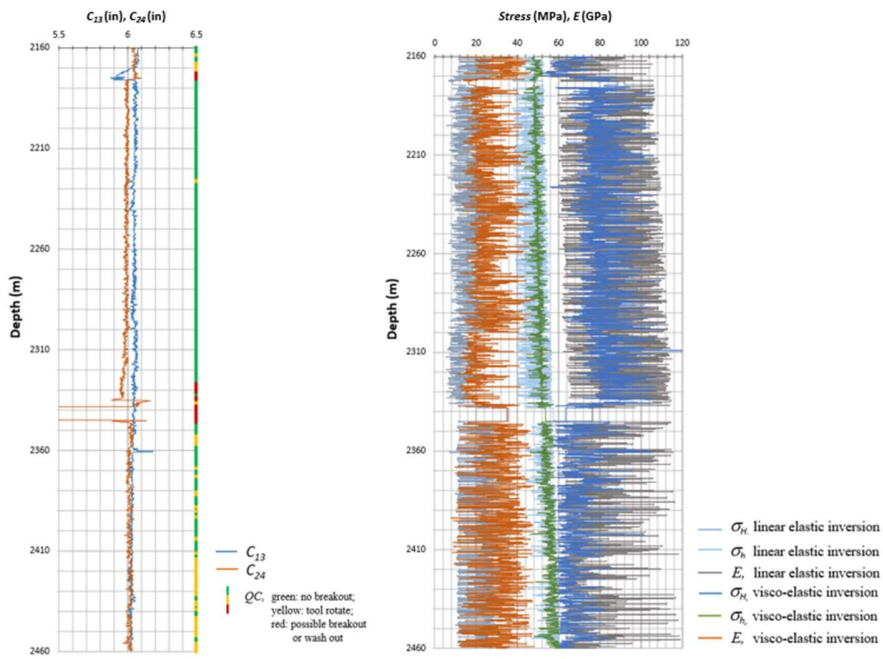 C13 (in), C24 (in)
5.5 6 6.5
2160
2210
2260
2310
2360
2410
2460
Depth (m)
C13
C24
QC, green: no breakout;
yellow: tool rotate;
red: possible breakout
or wash out
Stress (MPa), E (GPa)
0 20 40 60 80 100 120
2160
2210
2260
2310
2360
2410
2460
Depth (m)
σH, linear elastic inversion
σh linear elastic inversion
E, linear elastic inversion
σH, visco-elastic inversion
σh, visco-elastic inversion
E, visco-elastic inversion